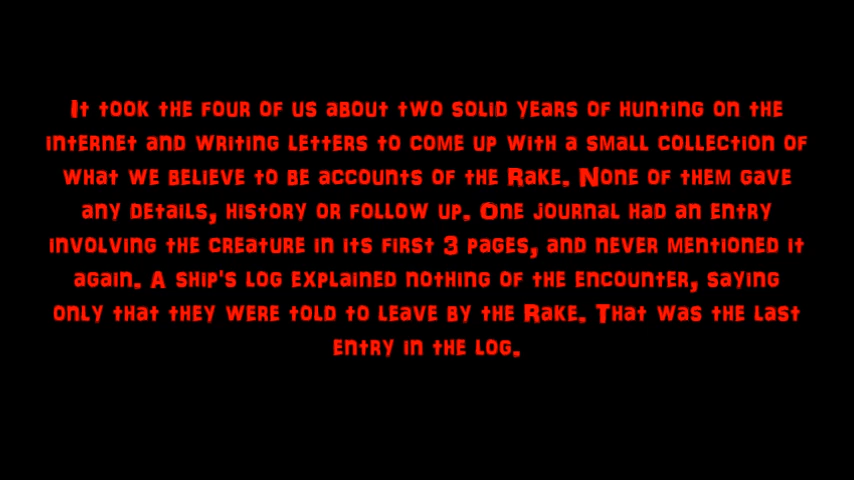 It took the four of us about two solid years of hunting on the
internet and writing letters to come up with a small collection of
what we believe to be accounts of the Rake. None of them gave
any details, history or follow up. One journal had an entry
involving the creature in its first 3 pages, and never mentioned it
again. A ship's log explained nothing of the encounter, saying
only that they were told to leave by the Rake. That was the last
entry in the log.